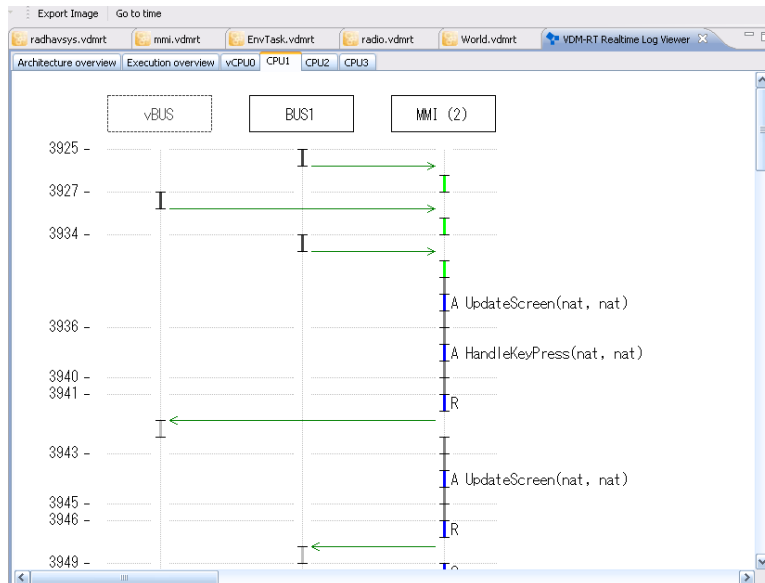 Export Image Go to time
radhavsys.vdmrt mmi.vdmrt EnvTask.vdmrt radio.vdmrt World.vdmrt VDM-RT Realtime Log Viewer
Architecture overview Execution overview vCPU0 CPU1 CPU2 CPU3
vBUS BUS1 MMI (2)
3925
3927
3934
A UpdateScreen(nat, nat)
3936
A HandleKeyPress(nat, nat)
3940
3941
R
3943
A UpdateScreen(nat, nat)
3945
3946
R
3949